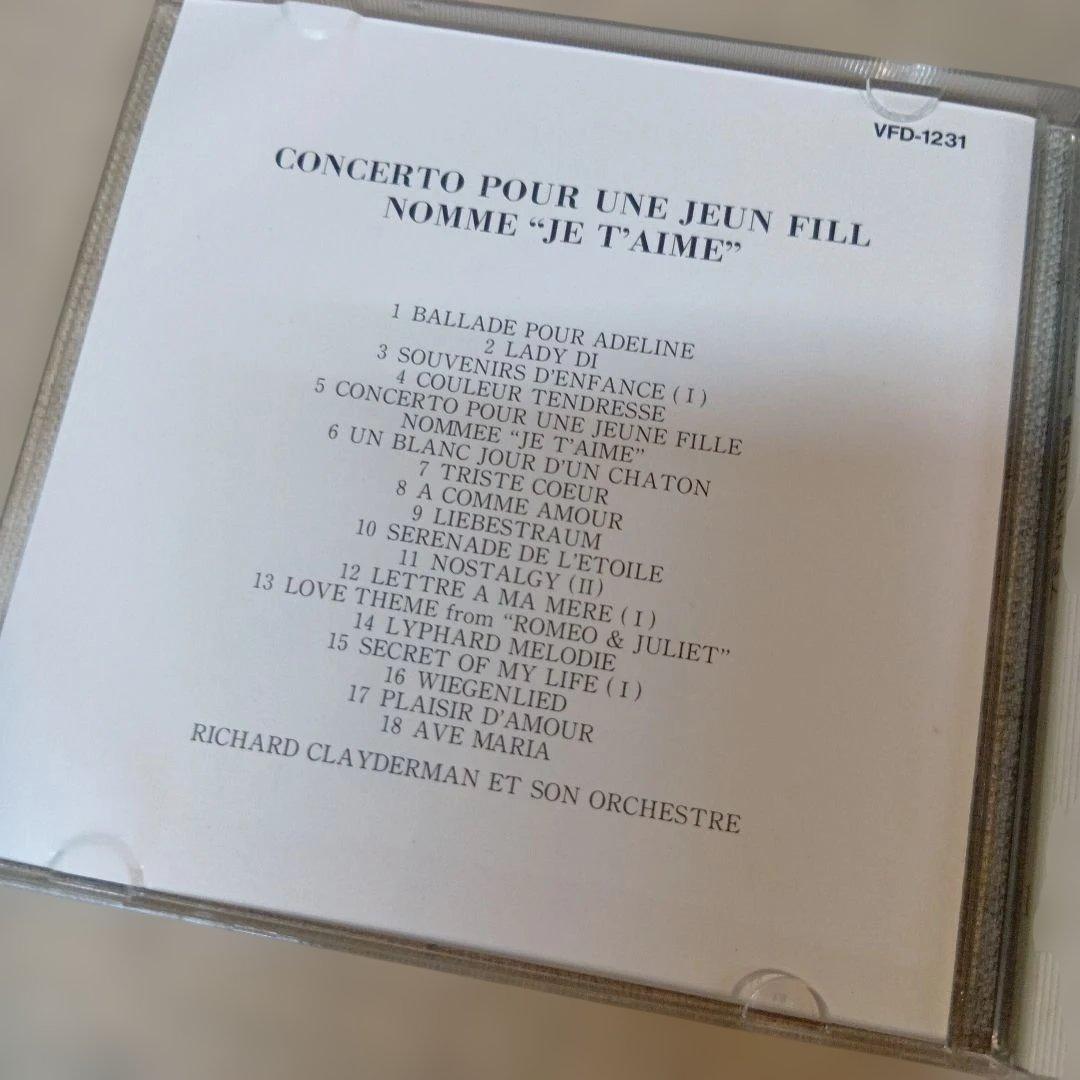 VFD-1231
CONCERTO POUR UNE JEUN FILL
NOMME “JE T’AIME”
1 BALLADE POUR ADELINE
2 LADY DI
3 SOUVENIRS D’ENFANCE ( I )
4 COULEUR TENDRESSE
5 CONCERTO POUR UNE JEUNE FILLE
NOMMEE “JE T’AIME”
6 UN BLANC JOUR D’UN CHATON
7 TRISTE COEUR
8 A COMME AMOUR
9 LIEBESTRAUM
10 SERENADE DE L’ETOILE
11 NOSTALGY (II)
12 LETTRE A MA MERE ( I )
13 LOVE THEME from “ROMEO & JULIET”
14 LYPHARD MELODIE
15 SECRET OF MY LIFE ( I )
16 WIEGENLIED
17 PLAISIR D’AMOUR
18 AVE MARIA
RICHARD CLAYDERMAN ET SON ORCHESTRE